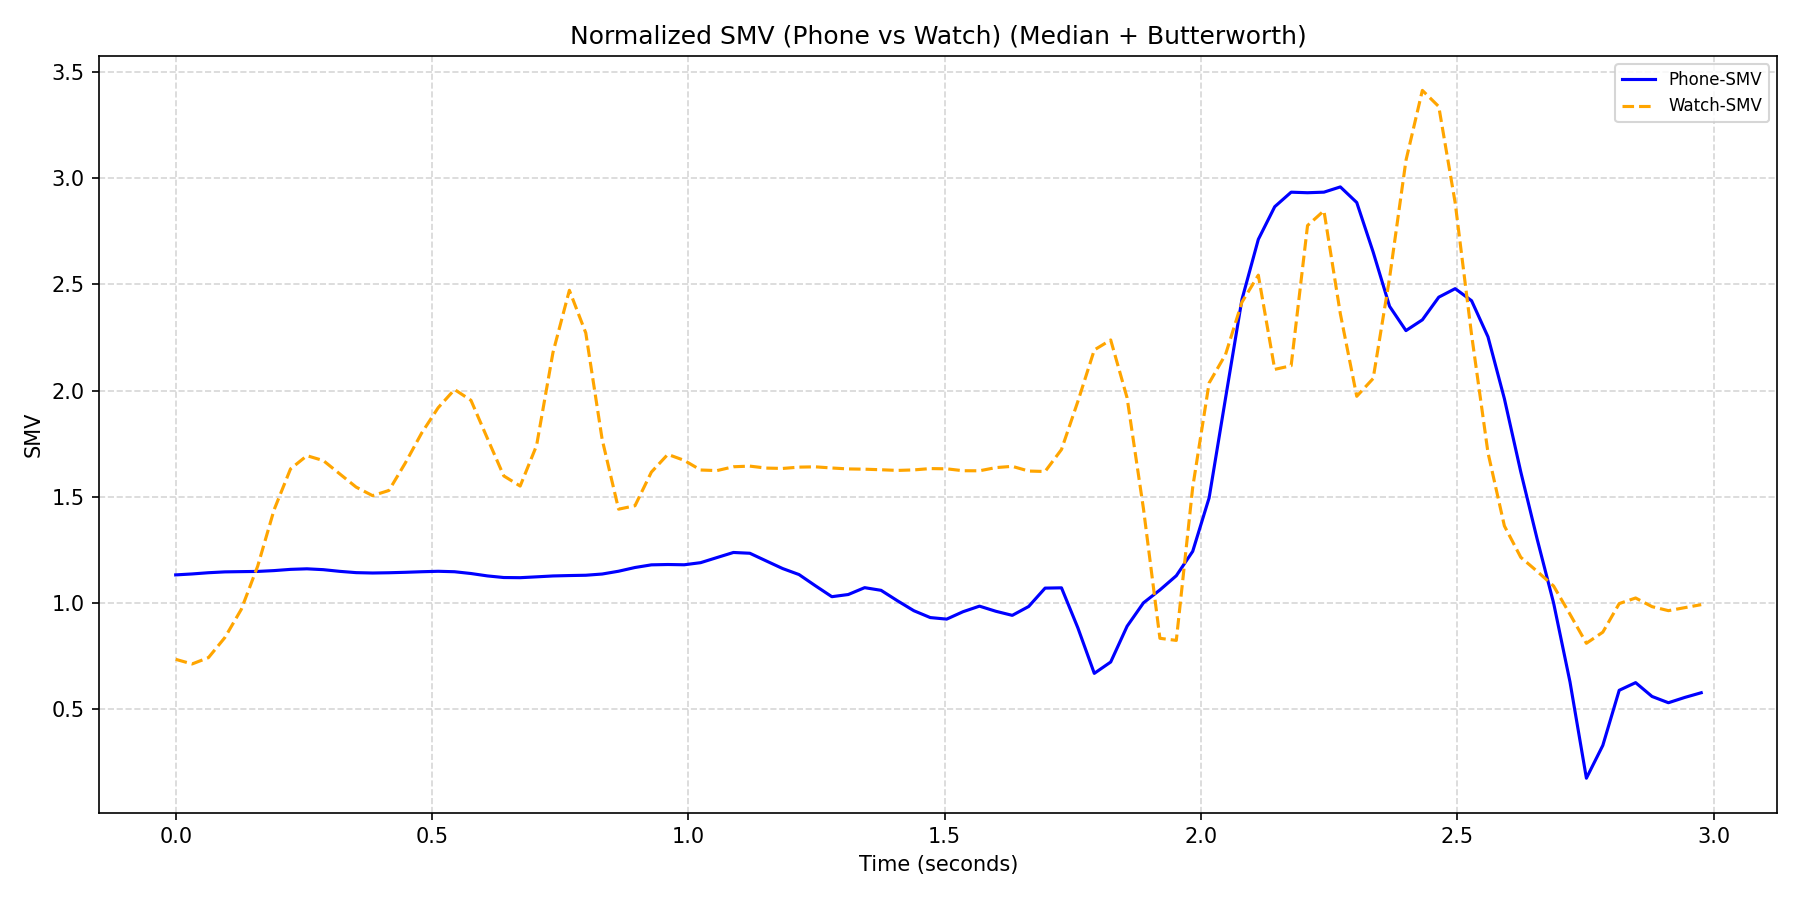 Normalized SMV (Phone vs Watch) (Median + Butterworth)
Phone-SMV
Watch-SMV
SMV
3.5
3.0
2.5
2.0
1.5
1.0
0.5
0.0 0.5 1.0 1.5 2.0 2.5 3.0
Time (seconds)